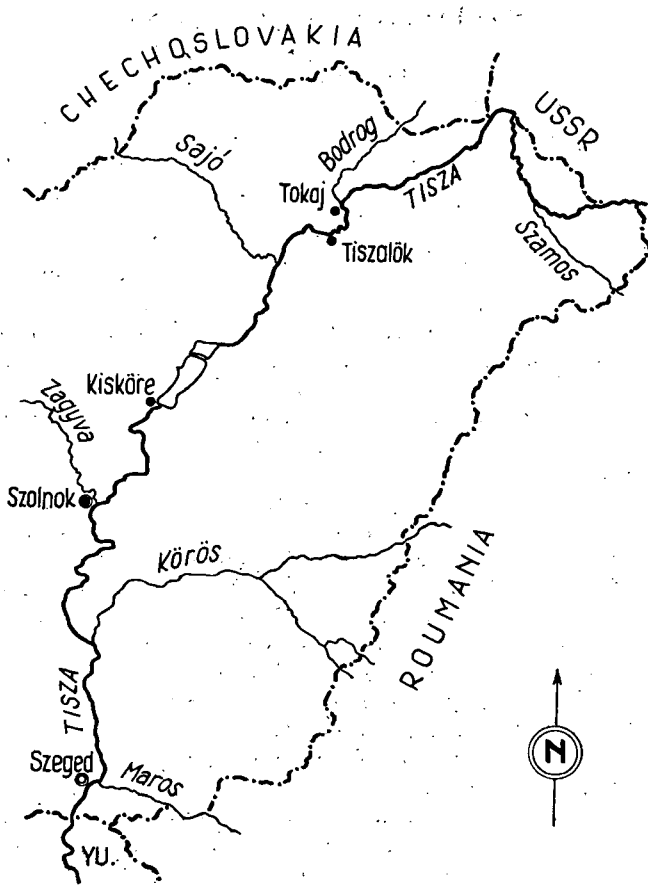 CHECHOSLOVAKIA
USSR
Sajó
Bodrog
TISZA
Tokaj
Tiszalök
Szamos
Kisköre
Zagyva
Szolnok
Körös
ROUMANIA
TISZA
N
Szeged
Maros
YU.